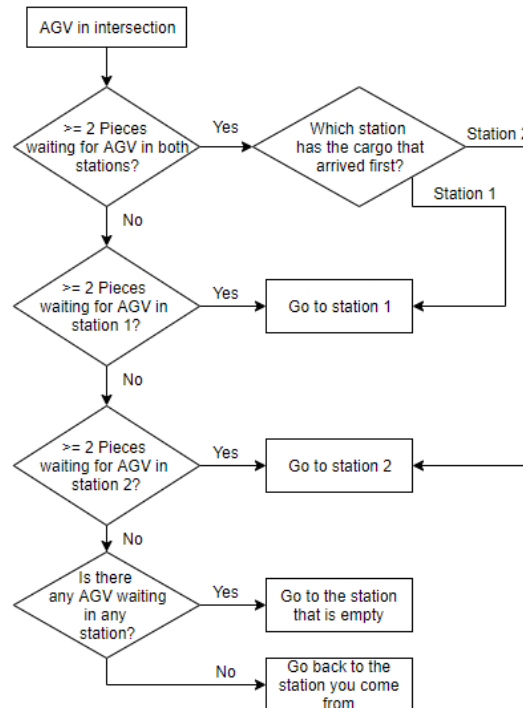 AGV in intersection
>= 2 Pieces
waiting for AGV in both
stations?
Yes
Which station
has the cargo that
arrived first?
Station 2
Station 1
No
>= 2 Pieces
waiting for AGV in
station 1?
Yes
Go to station 1
No
>= 2 Pieces
waiting for AGV in
station 2?
Yes
Go to station 2
No
Is there
any AGV waiting
in any
station?
Yes
Go to the station
that is empty
No
Go back to the
station you come
from